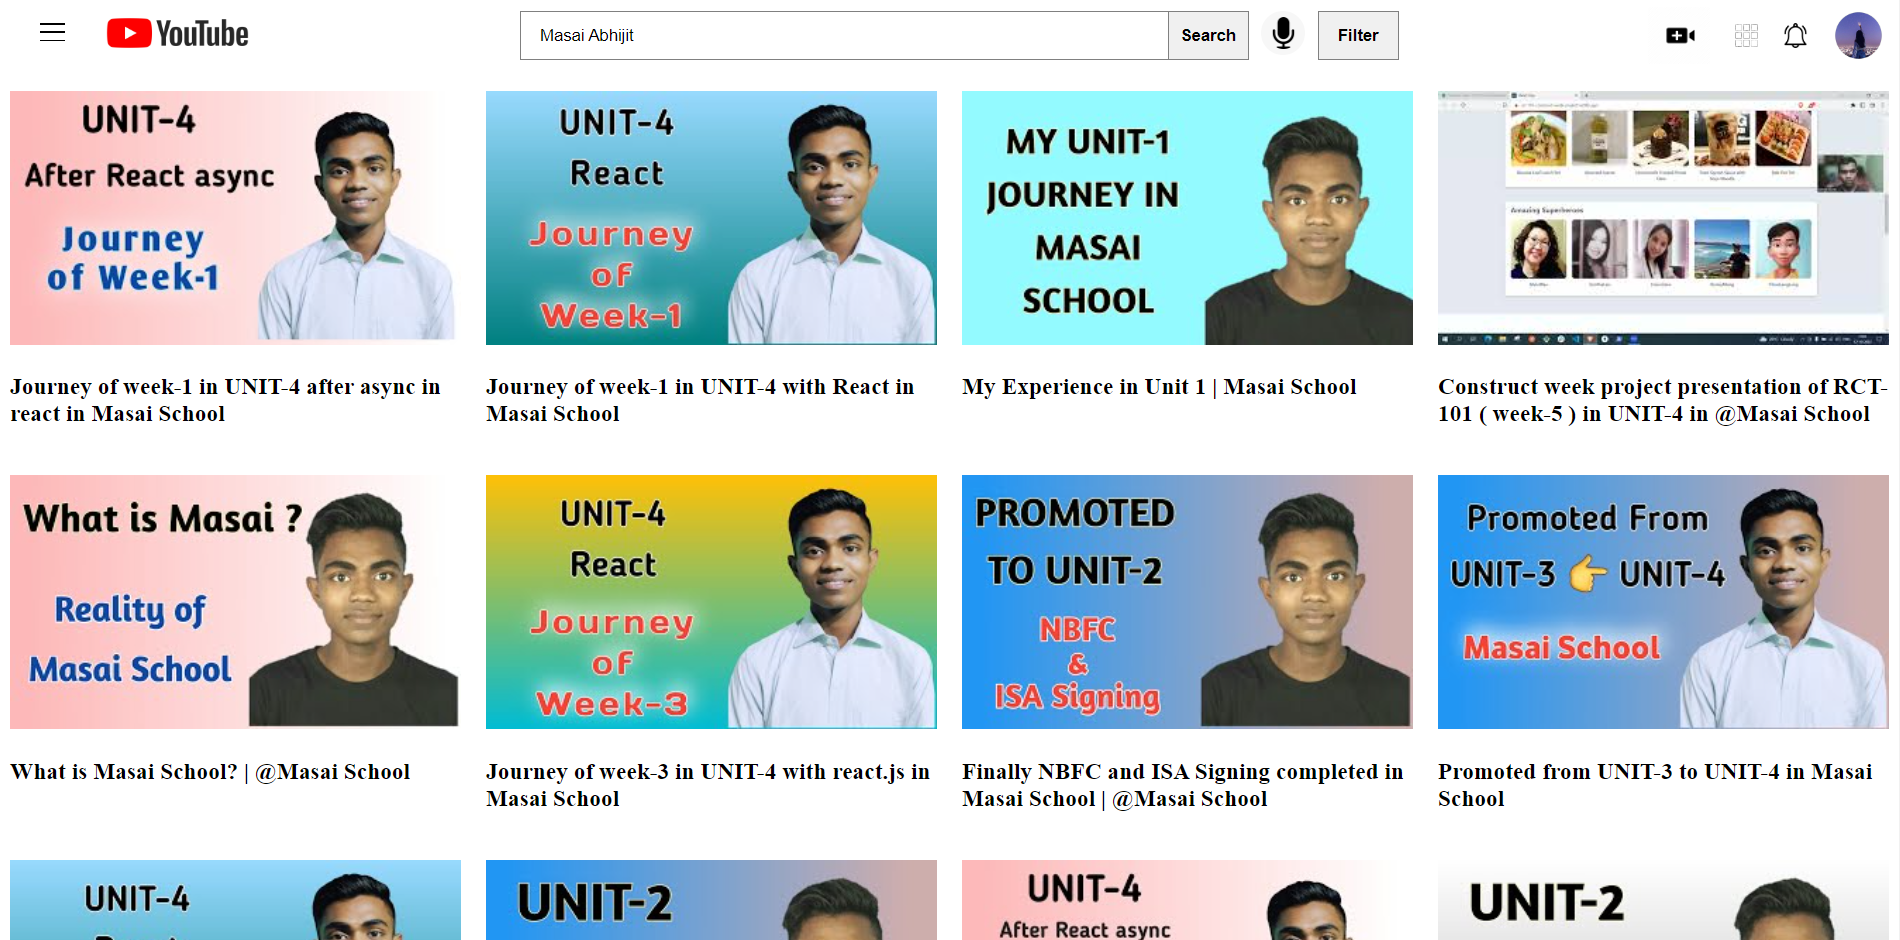 YouTube
Masai Abhijit
Search
Filter
UNIT-4
After React async
Journey
of Week-1
UNIT-4
React
Journey
of
Week-1
MY UNIT-1
JOURNEY IN
MASAI
SCHOOL
Amazing Superheroes
Journey of week-1 in UNIT-4 after async in
react in Masai School
Journey of week-1 in UNIT-4 with React in
Masai School
My Experience in Unit 1 | Masai School
Construct week project presentation of RCT-
101 ( week-5 ) in UNIT-4 in @Masai School
What is Masai ?
Reality of
Masai School
UNIT-4
React
Journey
of
Week-3
PROMOTED
TO UNIT-2
NBFC
&
ISA Signing
Promoted From
UNIT-3 👉 UNIT-4
Masai School
What is Masai School? | @Masai School
Journey of week-3 in UNIT-4 with react.js in
Masai School
Finally NBFC and ISA Signing completed in
Masai School | @Masai School
Promoted from UNIT-3 to UNIT-4 in Masai
School
UNIT-4
UNIT-2
UNIT-4
After React async
UNIT-2